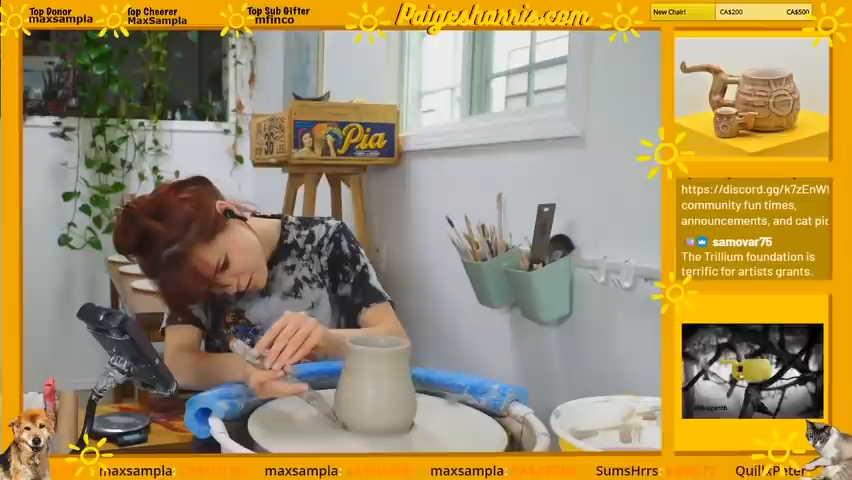 Top Donor
maxsampla
Top Cheerer
MaxSampla
Top Sub Gifter
mfinco
Paigesharris.com
New Chair!
CA$200
CA$500
Pia
https://discord.gg/k7zEnW
community fun times,
announcements, and cat pic
samovar75
The Trillium foundation is
terrific for artists grants.
maxsampla:
maxsampla:
maxsampla:
SumsHrrs